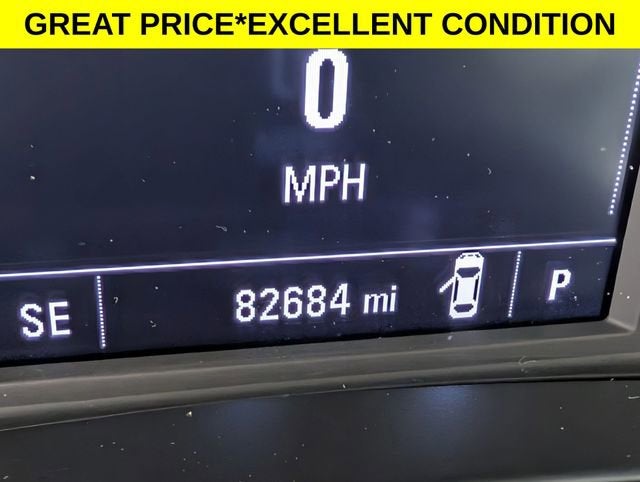 GREAT PRICE*EXCELLENT CONDITION
0
MPH
SE 82684 mi P